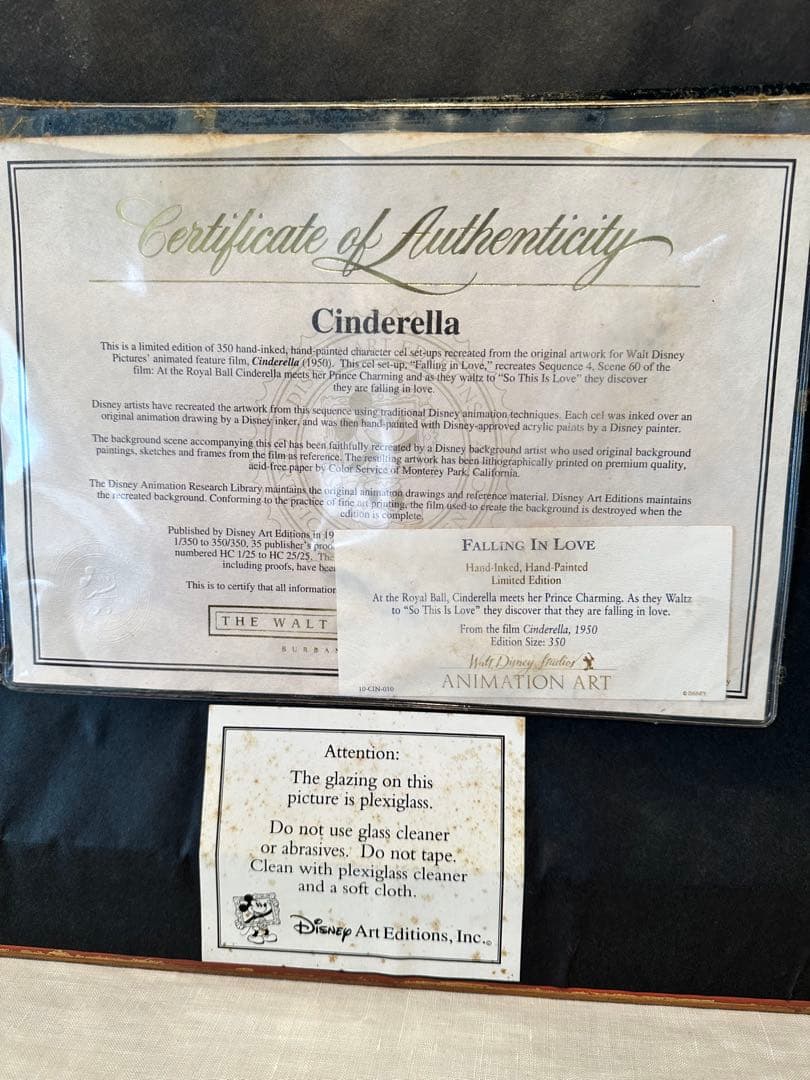 Certificate of Authenticity
Cinderella
This is a limited edition of 350 hand-inked, hand-painted character cel set-ups recreated from the original artwork for Walt Disney
Pictures' animated feature film, Cinderella (1950). This cel set-up, "Falling in Love," recreates Sequence 4, Scene 60 of the
film: At the Royal Ball Cinderella meets her Prince Charming and as they waltz to "So This Is Love" they discover
they are falling in love.
Disney artists have recreated the artwork from this sequence using traditional Disney animation techniques. Each cel was inked over an
original animation drawing by a Disney inker, and was then hand-painted with Disney-approved acrylic paints by a Disney painter.
The background scene accompanying this cel has been faithfully recreated by a Disney background artist who used original background
paintings, sketches and frames from the film as reference. The resulting artwork has been lithographically printed on premium quality,
acid-free paper by Color Service of Monterey Park, California.
The Disney Animation Research Library maintains the original animation drawings and reference material. Disney Art Editions maintains
the recreated background. Conforming to the practice of fine art printing, the film used to create the background is destroyed when the
edition is complete.
Published by Disney Art Editions in 19
1/350 to 350/350, 35 publisher's proo
numbered HC 1/25 to HC 25/25. The
including proofs, have bee
This is to certify that all information
THE WALT
BURBAN
FALLING IN LOVE
Hand-Inked, Hand-Painted
Limited Edition
At the Royal Ball, Cinderella meets her Prince Charming. As they Waltz
to "So This Is Love" they discover that they are falling in love.
From the film Cinderella, 1950
Edition Size: 350
Walt Disney Studios
ANIMATION ART
10-CIN-010
© DISNEY
Attention:
The glazing on this
picture is plexiglass.
Do not use glass cleaner
or abrasives. Do not tape.
Clean with plexiglass cleaner
and a soft cloth.
Disney Art Editions, Inc.©